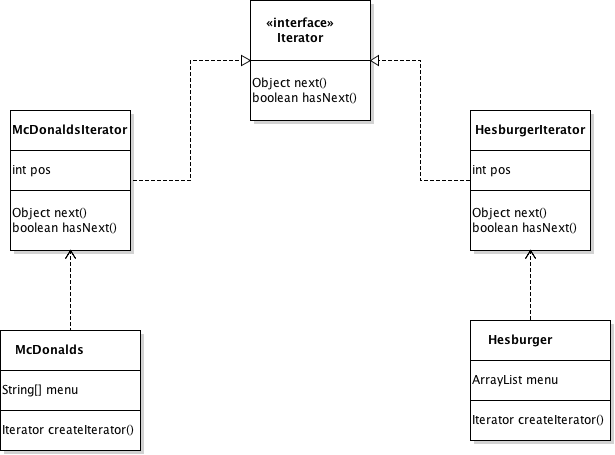 «interface»
Iterator
Object next()
boolean hasNext()
McDonaldsIterator
int pos
Object next()
boolean hasNext()
HesburgerIterator
int pos
Object next()
boolean hasNext()
McDonalds
String[] menu
Iterator createIterator()
Hesburger
ArrayList menu
Iterator createIterator()